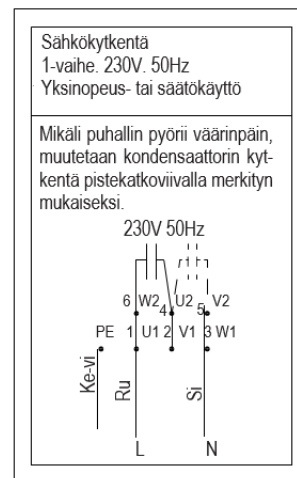 Sähkökytkentä
1-vaihe. 230V. 50Hz
Yksinopeus- tai säätökäyttö
Mikäli puhallin pyörii väärinpäin,
muutetaan kondensaattorin kyt-
kentä pistekatkoviivalla merkityn
mukaiseksi.
230V 50Hz
6 W2 4 U2 5 V2
PE 1 U1 2 V1 3 W1
Ke-vi Ru Si
L N